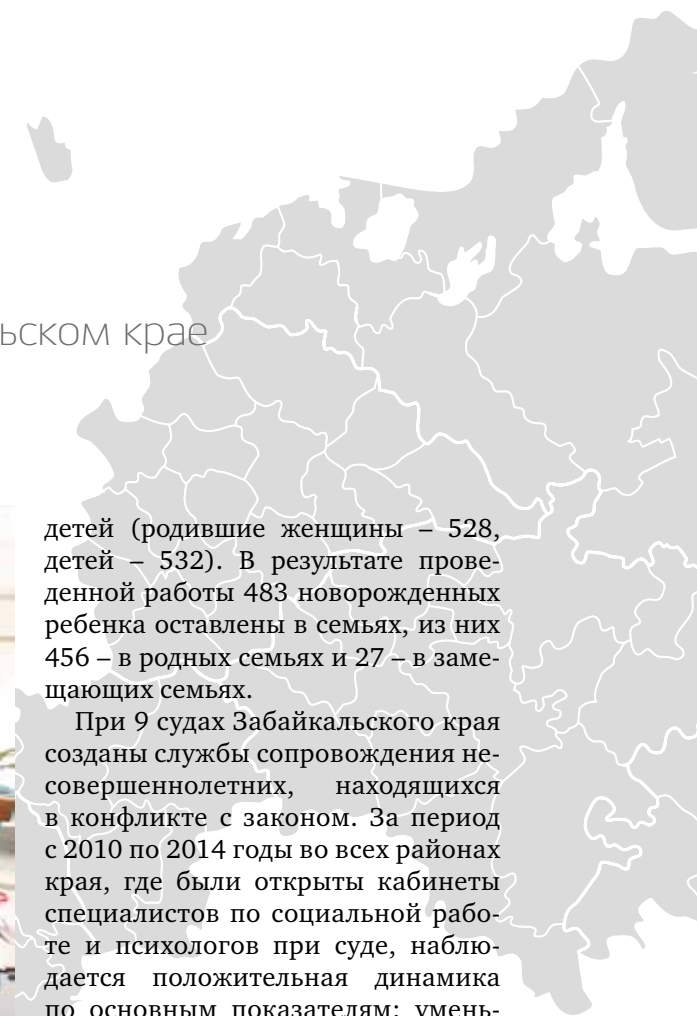 ьском крае
детей (родившие женщины – 528,
детей – 532). В результате прове-
денной работы 483 новорожденных
ребенка оставлены в семьях, из них
456 – в родных семьях и 27 – в заме-
щающих семьях.
При 9 судах Забайкальского края
созданы службы сопровождения не-
совершеннолетних, находящихся
в конфликте с законом. За период
с 2010 по 2014 годы во всех районах
края, где были открыты кабинеты
специалистов по социальной рабо-
те и психологов при суде, наблю-
дается положительная динамика
по основным показателям: умень-